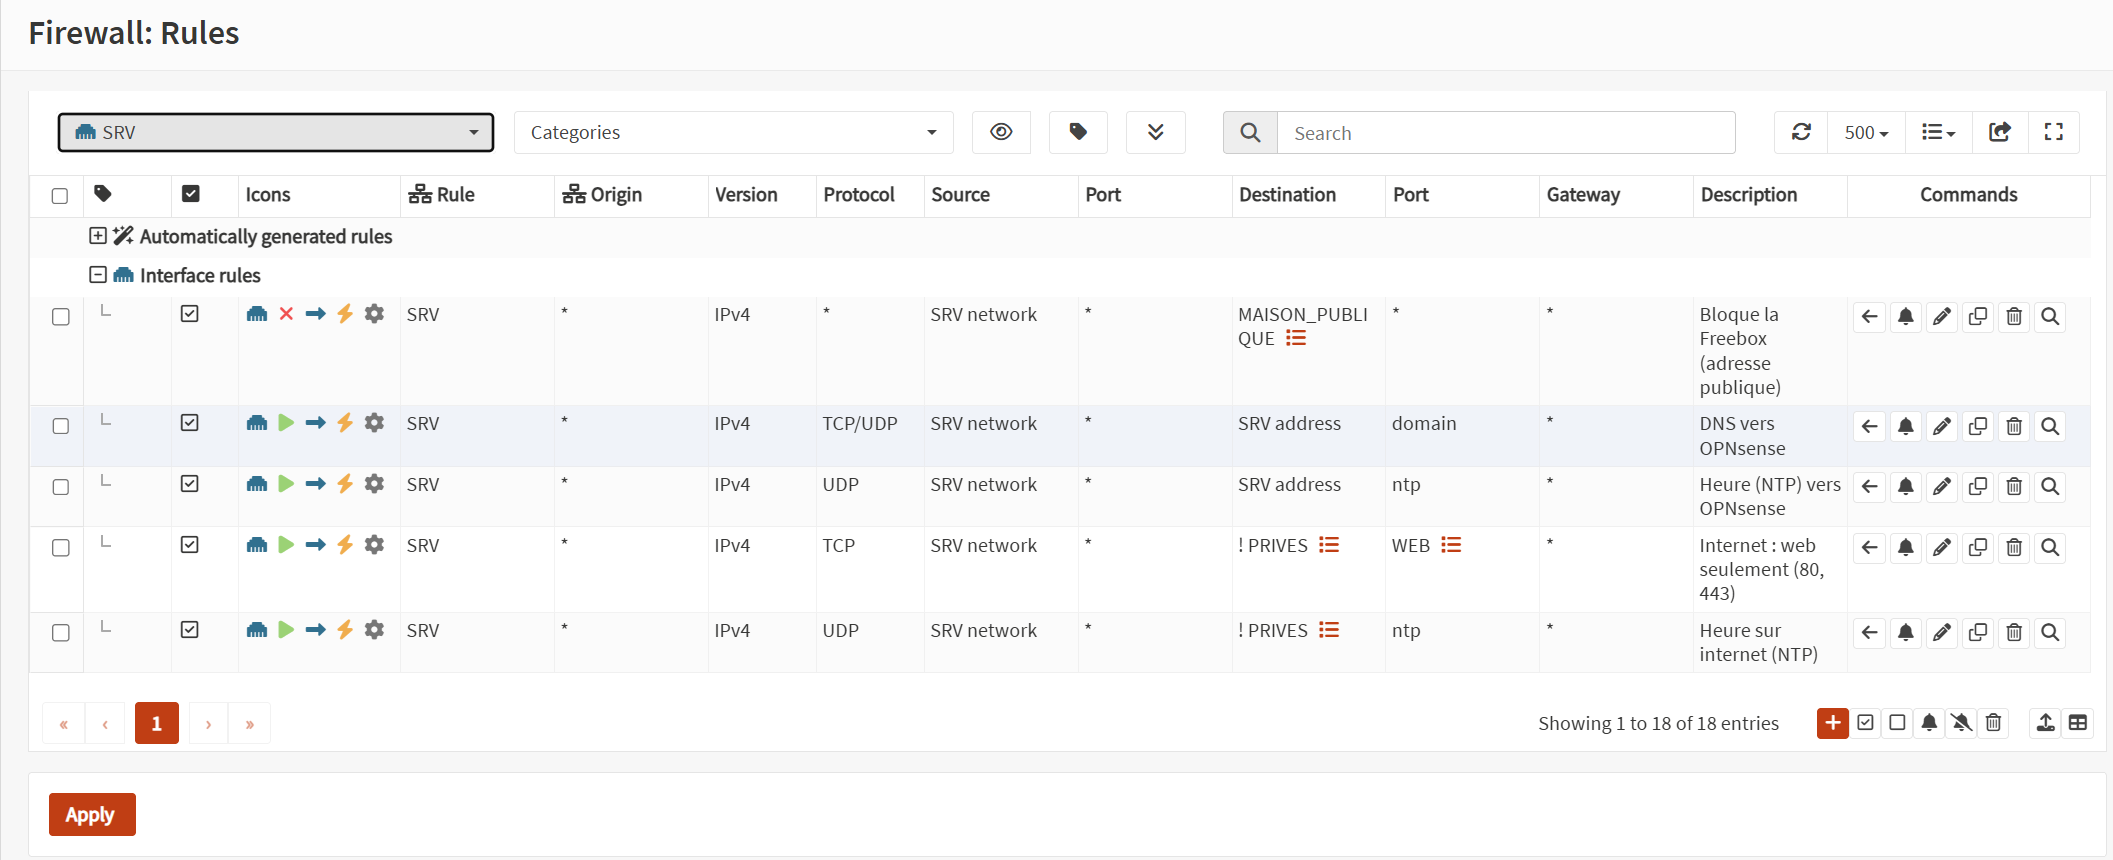 Firewall: Rules
SRV
Categories
Search
500
Icons Rule Origin Version Protocol Source Port Destination Port Gateway Description Commands
Automatically generated rules
Interface rules
SRV * IPv4 * SRV network * MAISON_PUBLI * * Bloque la
QUE Freebox
(adresse
publique)
SRV * IPv4 TCP/UDP SRV network * SRV address domain * DNS vers
OPNsense
SRV * IPv4 UDP SRV network * SRV address ntp * Heure (NTP) vers
OPNsense
SRV * IPv4 TCP SRV network * ! PRIVES WEB * Internet : web
seulement (80,
443)
SRV * IPv4 UDP SRV network * ! PRIVES ntp * Heure sur
internet (NTP)
« ‹ 1 › »
Showing 1 to 18 of 18 entries
Apply